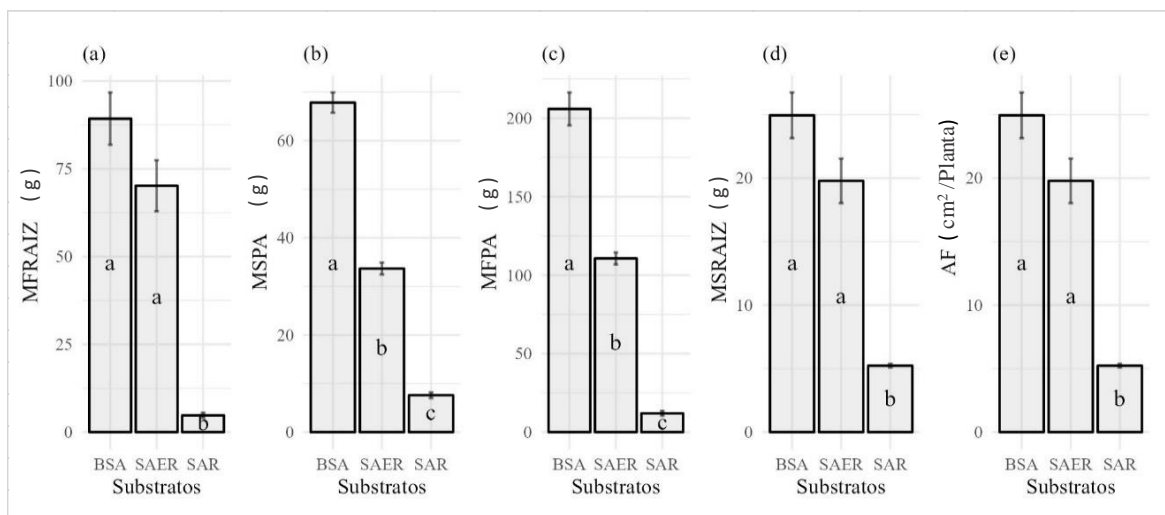 (a)
MFRAIZ (g)
100
75
50
25
0
a
a
b
BSA SAER SAR
Substratos
(b)
MSPA (g)
60
40
20
0
a
b
c
BSA SAER SAR
Substratos
(c)
MFPA (g)
200
150
100
50
0
a
b
c
BSA SAER SAR
Substratos
(d)
MSRAIZ (g)
20
10
0
a
a
b
BSA SAER SAR
Substratos
(e)
AF (cm² /Planta)
20
10
0
a
a
b
BSA SAER SAR
Substratos